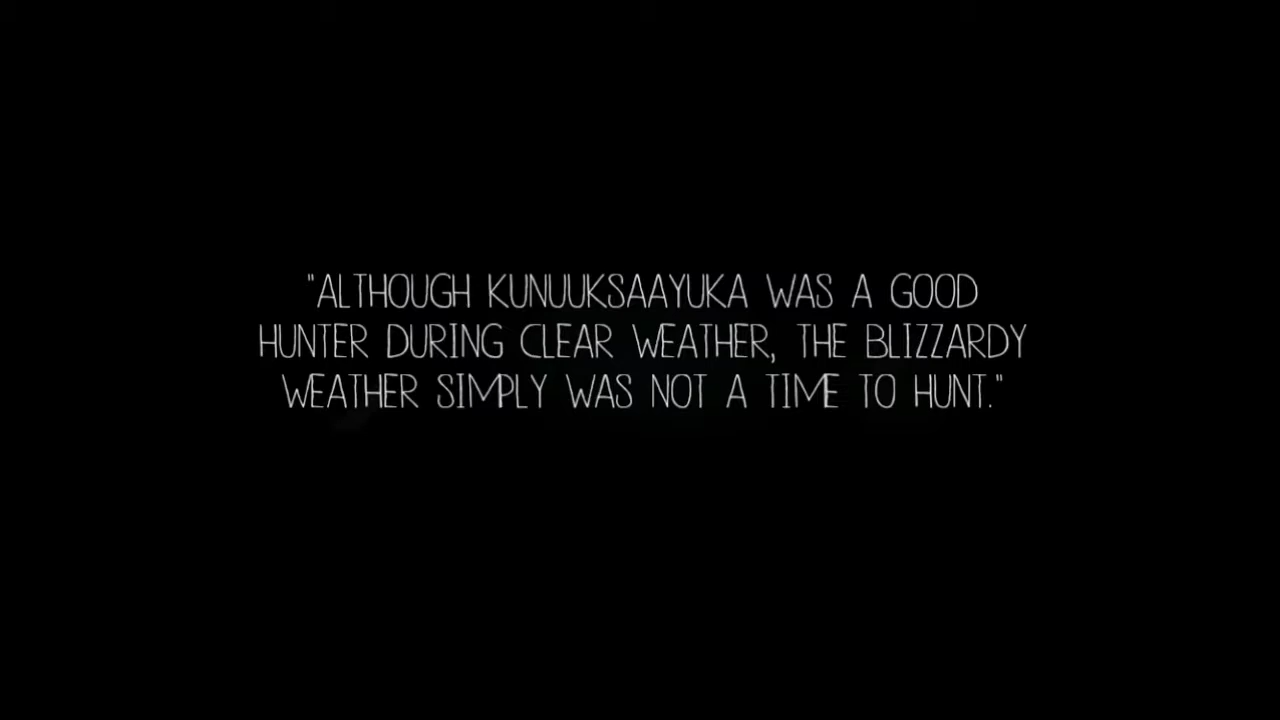 "ALTHOUGH KUNUUKSAAYUKA WAS A GOOD
HUNTER DURING CLEAR WEATHER, THE BLIZZARDY
WEATHER SIMPLY WAS NOT A TIME TO HUNT."